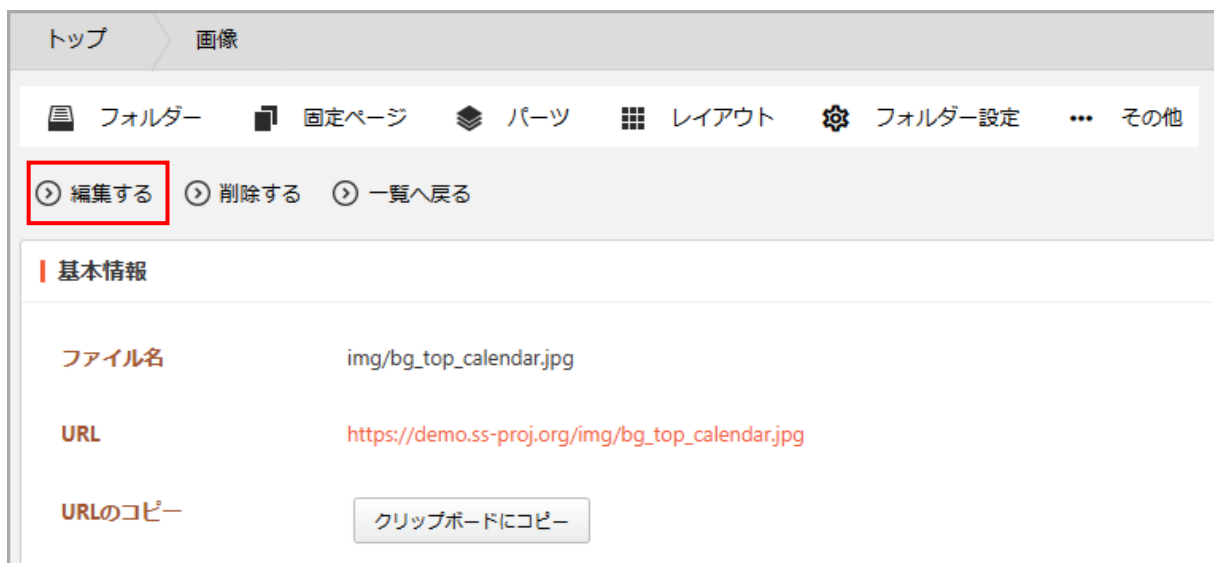 トップ 画像
フォルダー 固定ページ パーツ レイアウト フォルダー設定 ••• その他
編集する 削除する 一覧へ戻る
基本情報
ファイル名 img/bg_top_calendar.jpg
URL https://demo.ss-proj.org/img/bg_top_calendar.jpg
URLのコピー クリップボードにコピー